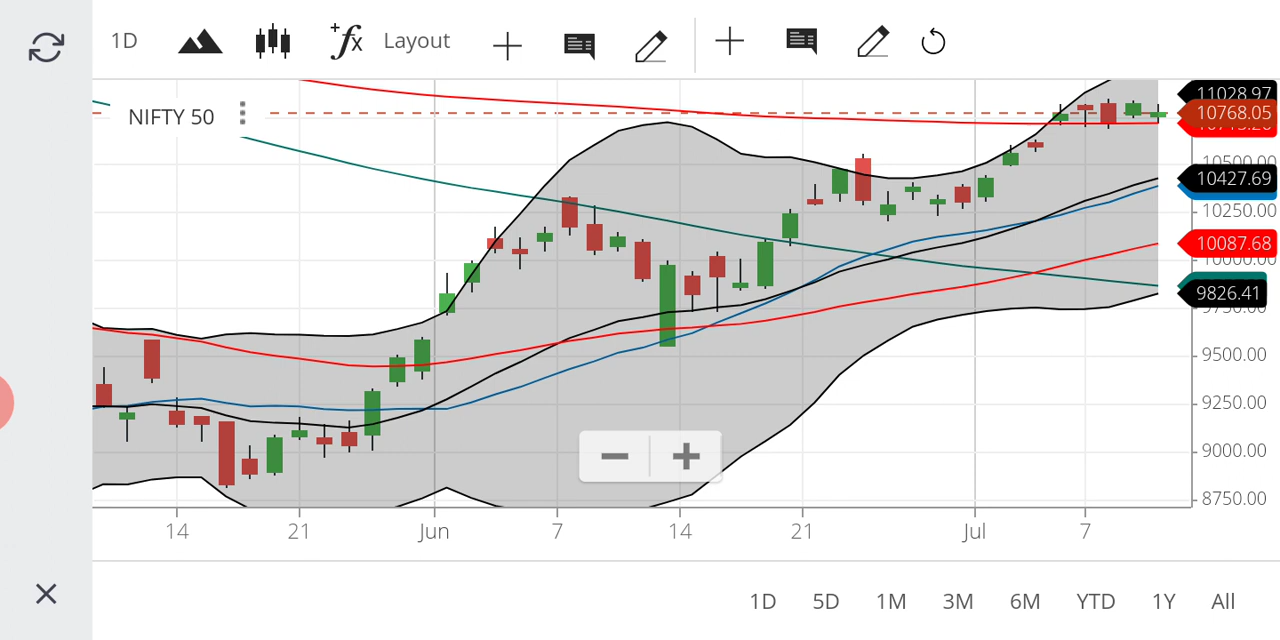 1D
Layout
NIFTY 50
11028.97
10768.05
10500.00
10427.69
10250.00
10087.68
10000.00
9826.41
9750.00
9500.00
9250.00
9000.00
8750.00
14 21 Jun 7 14 21 Jul 7
1D 5D 1M 3M 6M YTD 1Y All